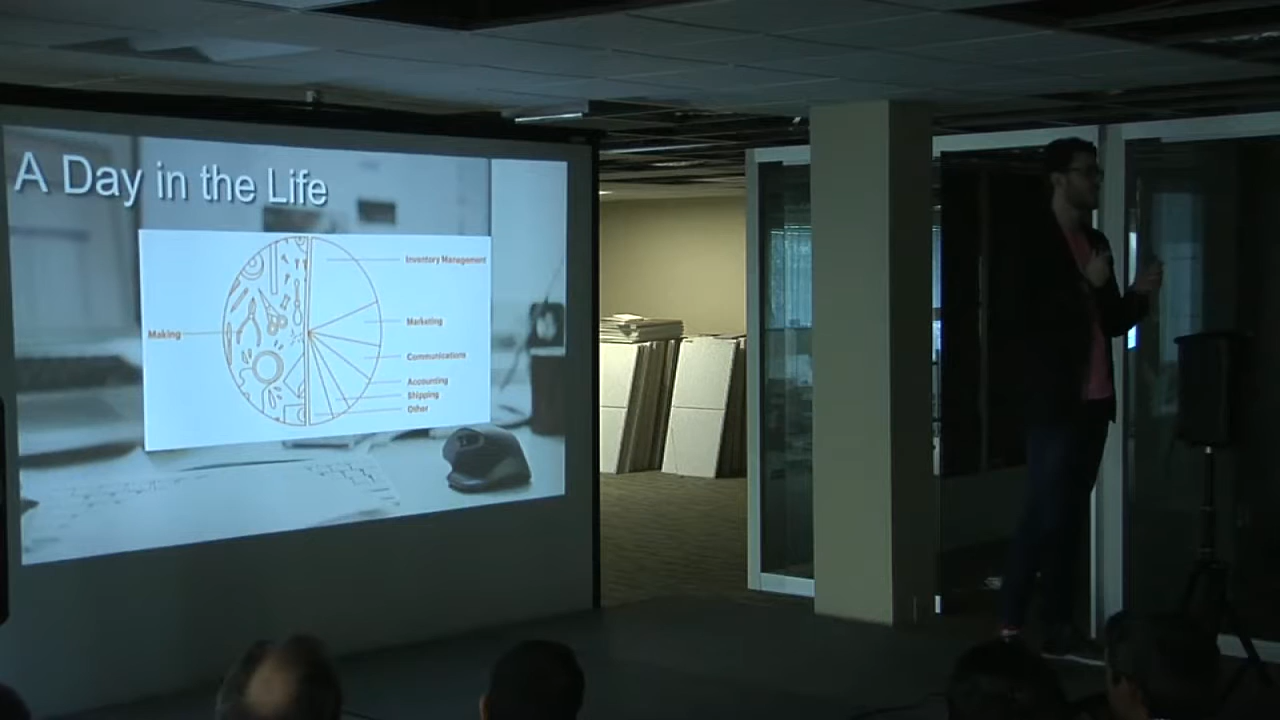 A Day in the Life
Inventory Management
Making
Marketing
Communications
Accounting
Shipping
Other